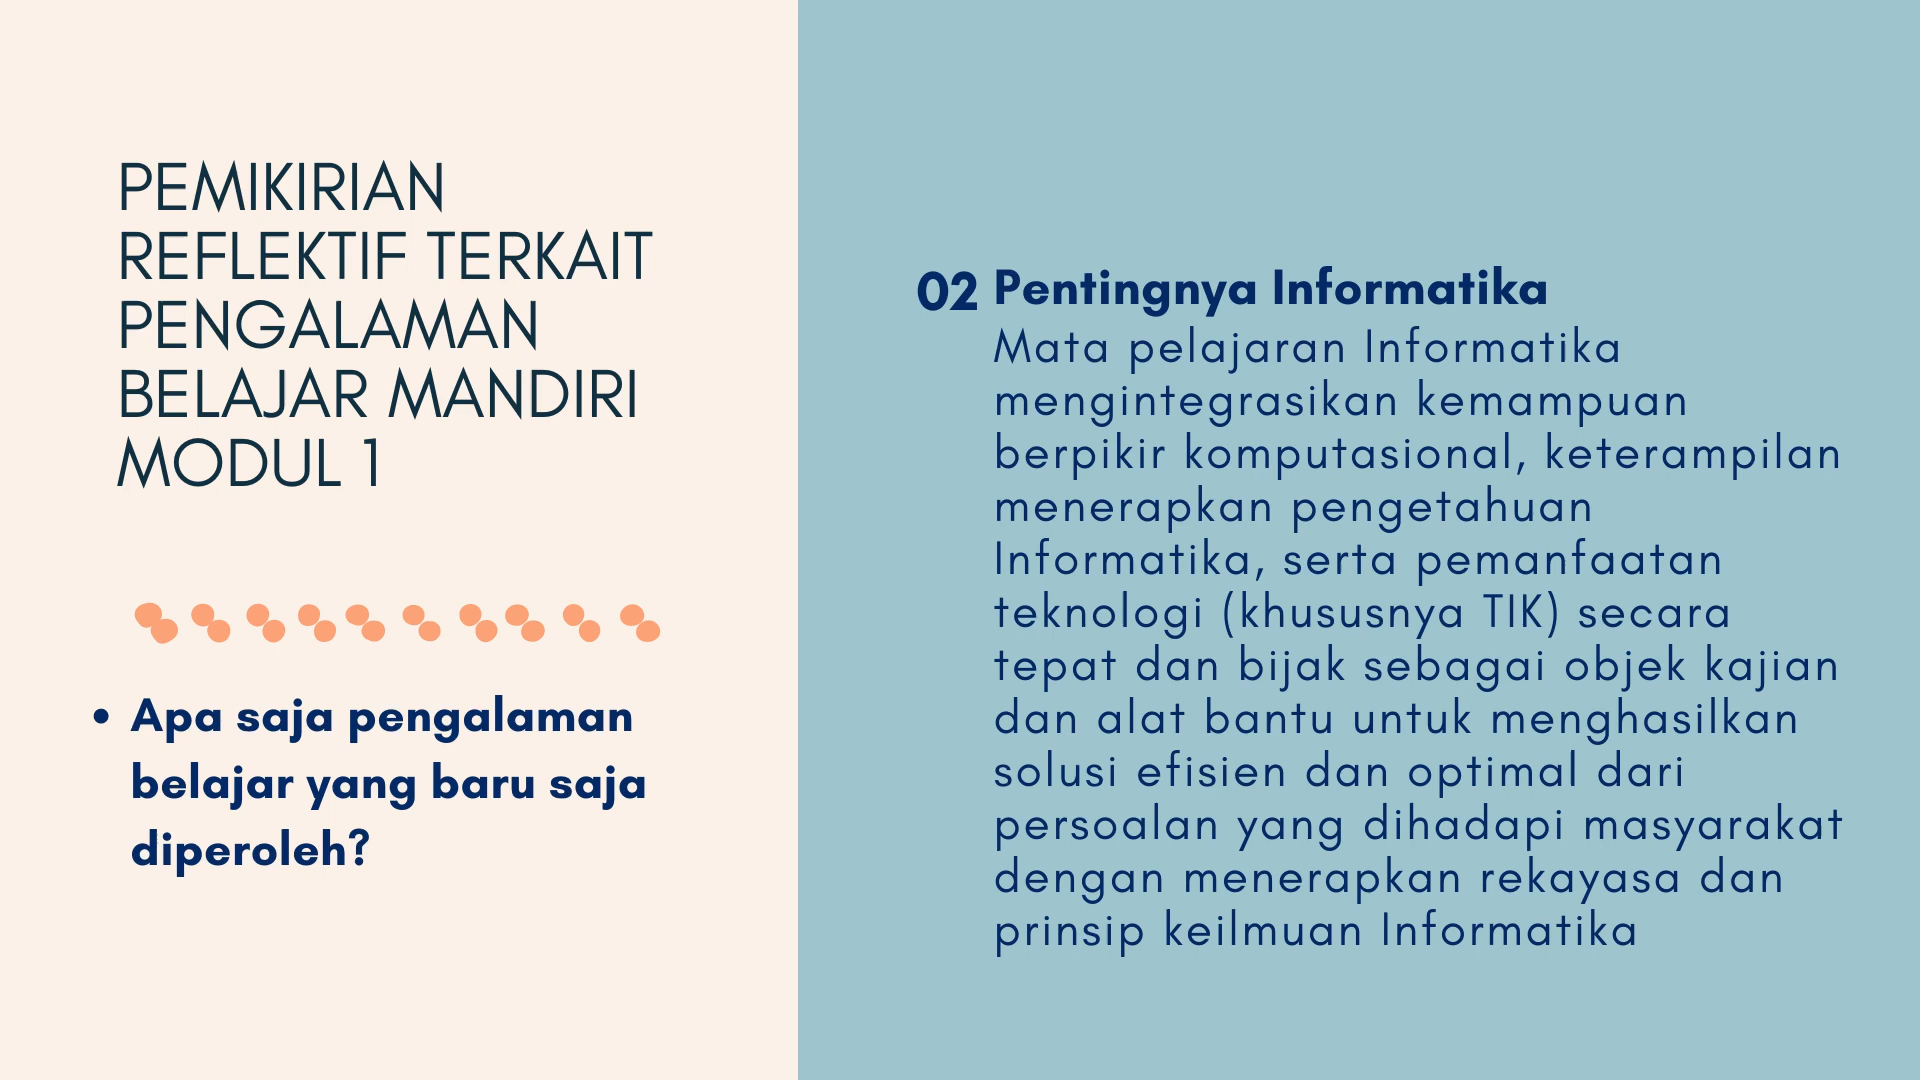 PEMIKIRIAN
REFLEKTIF TERKAIT
PENGALAMAN
BELAJAR MANDIRI
MODUL 1
• Apa saja pengalaman
belajar yang baru saja
diperoleh?
02 Pentingnya Informatika
Mata pelajaran Informatika
mengintegrasikan kemampuan
berpikir komputasional, keterampilan
menerapkan pengetahuan
Informatika, serta pemanfaatan
teknologi (khususnya TIK) secara
tepat dan bijak sebagai objek kajian
dan alat bantu untuk menghasilkan
solusi efisien dan optimal dari
persoalan yang dihadapi masyarakat
dengan menerapkan rekayasa dan
prinsip keilmuan Informatika